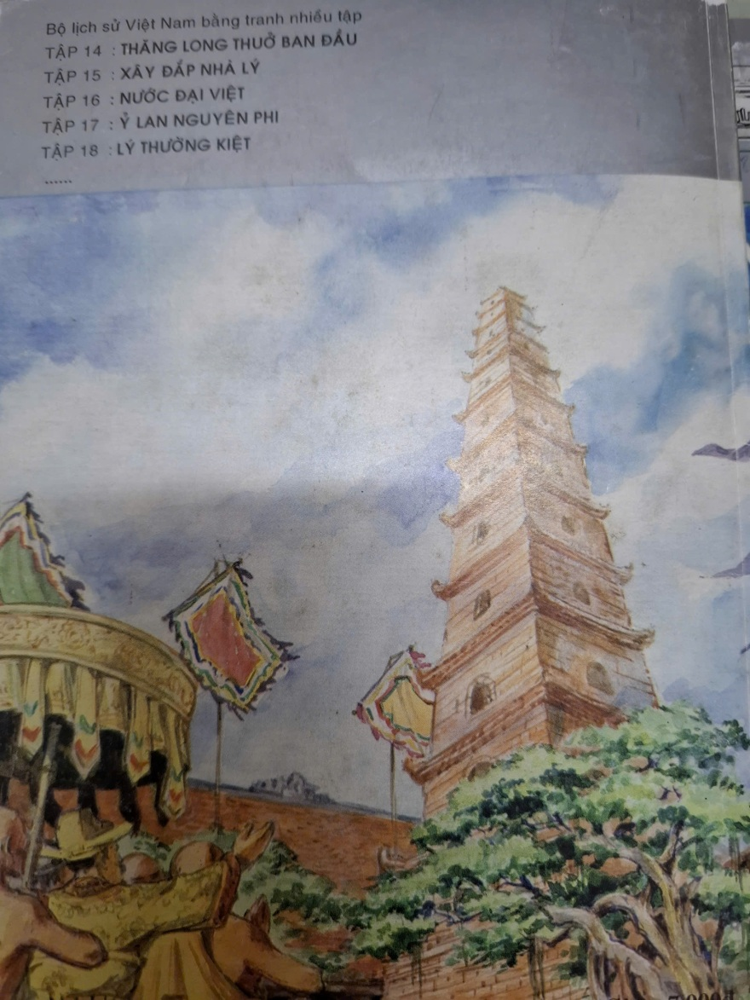 Bộ lịch sử Việt Nam bằng tranh nhiều tập
TẬP 14 : THĂNG LONG THUỞ BAN ĐẦU
TẬP 15 : XÂY ĐẮP NHÀ LÝ
TẬP 16 : NƯỚC ĐẠI VIỆT
TẬP 17 : Ỷ LAN NGUYÊN PHI
TẬP 18 : LÝ THƯỜNG KIỆT
......